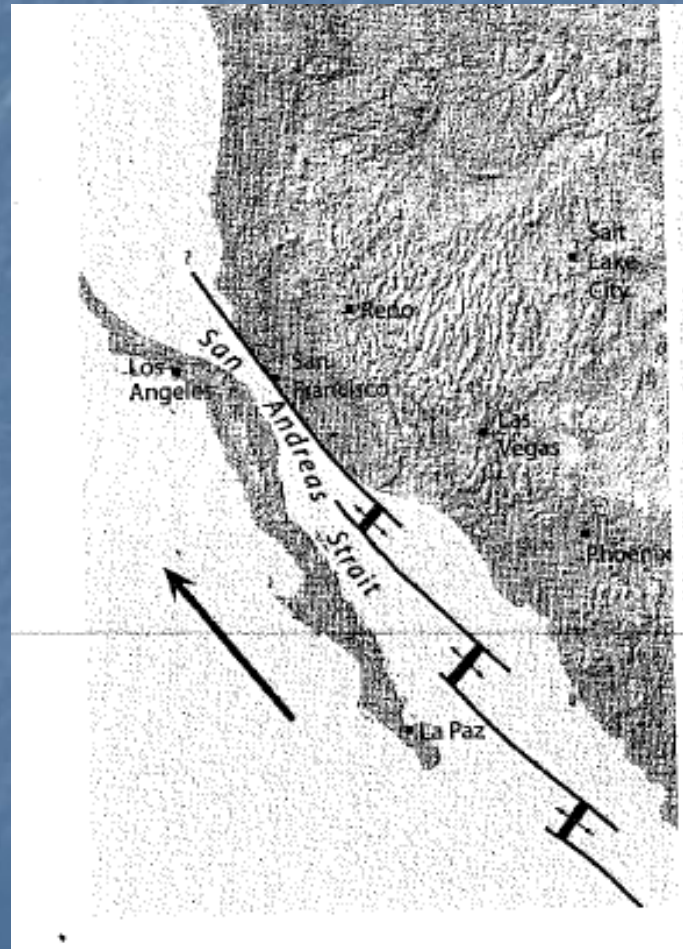 ?
Salt
Lake
City
Reno
San
Andreas
Strait
Los
Angeles
San
Francisco
Las
Vegas
Phoenix
La Paz